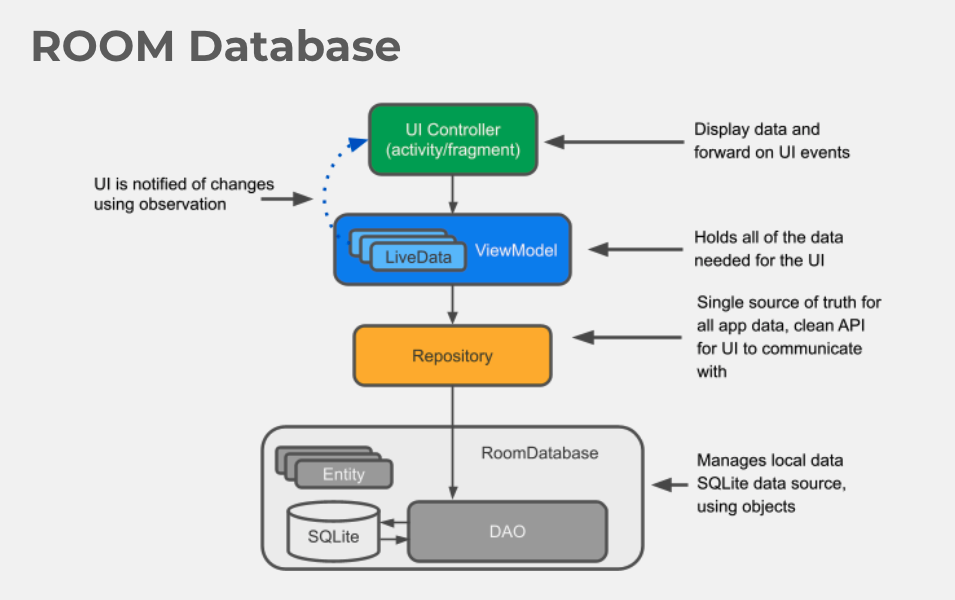 ROOM Database
UI Controller
(activity/fragment)
Display data and
forward on UI events
UI is notified of changes
using observation
LiveData
ViewModel
Holds all of the data
needed for the UI
Repository
Single source of truth for
all app data, clean API
for UI to communicate
with
RoomDatabase
Entity
SQLite
DAO
Manages local data
SQLite data source,
using objects